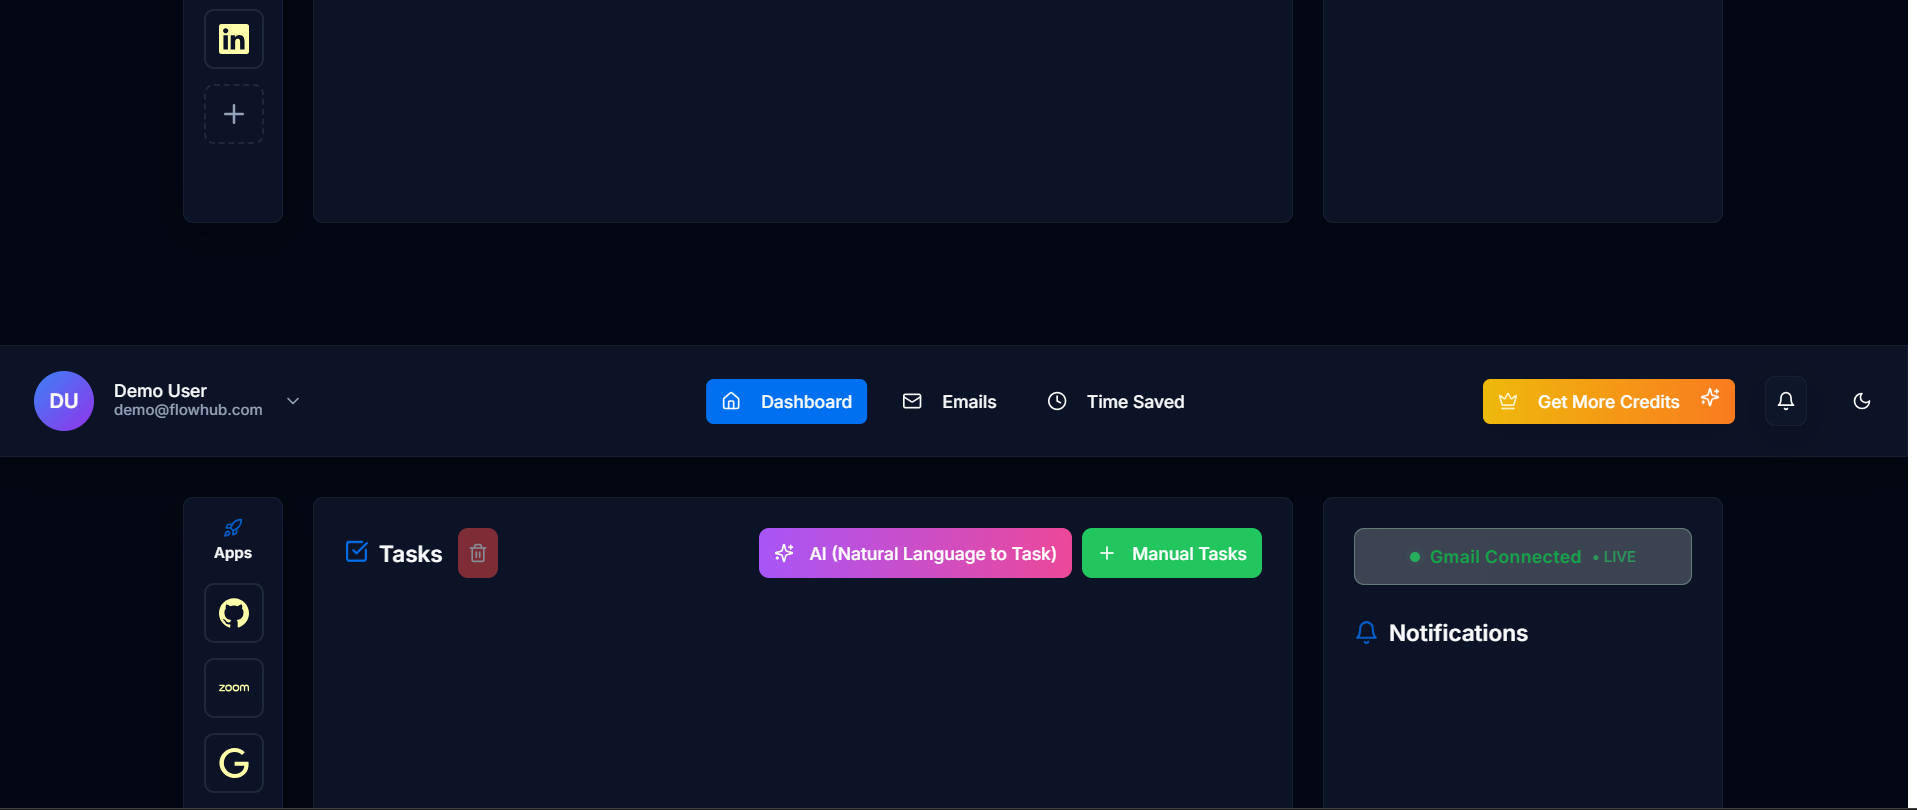 in
DU
Demo User
demo@flowhub.com
Dashboard
Emails
Time Saved
Get More Credits
Apps
zoom
G
Tasks
AI (Natural Language to Task)
Manual Tasks
Gmail Connected • LIVE
Notifications